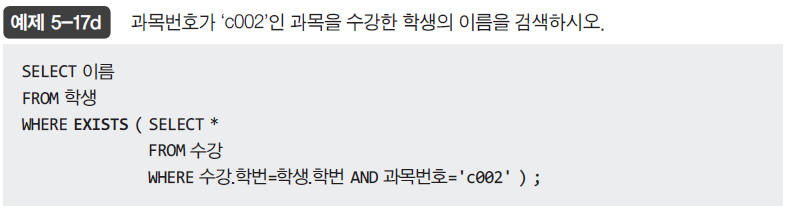 예제 5-17d 과목번호가 ‘c002’인 과목을 수강한 학생의 이름을 검색하시오.
SELECT 이름
FROM 학생
WHERE EXISTS ( SELECT *
FROM 수강
WHERE 수강.학번=학생.학번 AND 과목번호='c002' ) ;